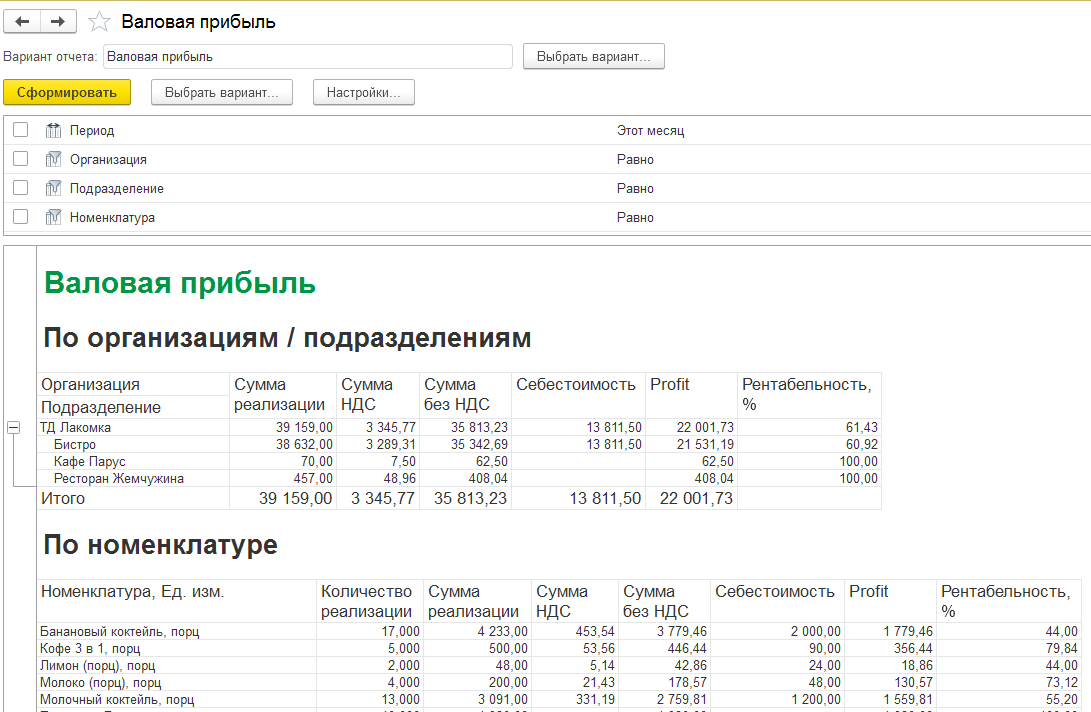 Валовая прибыль
Вариант отчета: Валовая прибыль Выбрать вариант...
Сформировать Выбрать вариант... Настройки...
Период Этот месяц
Организация Равно
Подразделение Равно
Номенклатура Равно
Валовая прибыль
По организациям / подразделениям
Организация Сумма Сумма Сумма Себестоимость Profit Рентабельность,
Подразделение реализации НДС без НДС %
ТД Лакомка 39 159,00 3 345,77 35 813,23 13 811,50 22 001,73 61,43
Бистро 38 632,00 3 289,31 35 342,69 13 811,50 21 531,19 60,92
Кафе Парус 70,00 7,50 62,50 62,50 100,00
Ресторан Жемчужина 457,00 48,96 408,04 408,04 100,00
Итого 39 159,00 3 345,77 35 813,23 13 811,50 22 001,73
По номенклатуре
Номенклатура, Ед. изм. Количество Сумма Сумма Сумма Себестоимость Profit Рентабельность,
реализации реализации НДС без НДС %
Банановый коктейль, порц 17,000 4 233,00 453,54 3 779,46 2 000,00 1 779,46 44,00
Кофе 3 в 1, порц 5,000 500,00 53,56 446,44 90,00 356,44 79,84
Лимон (порц), порц 2,000 48,00 5,14 42,86 24,00 18,86 44,00
Молоко (порц), порц 4,000 200,00 21,43 178,57 48,00 130,57 73,12
Молочный коктейль, порц 13,000 3 091,00 331,19 2 759,81 1 200,00 1 559,81 55,20